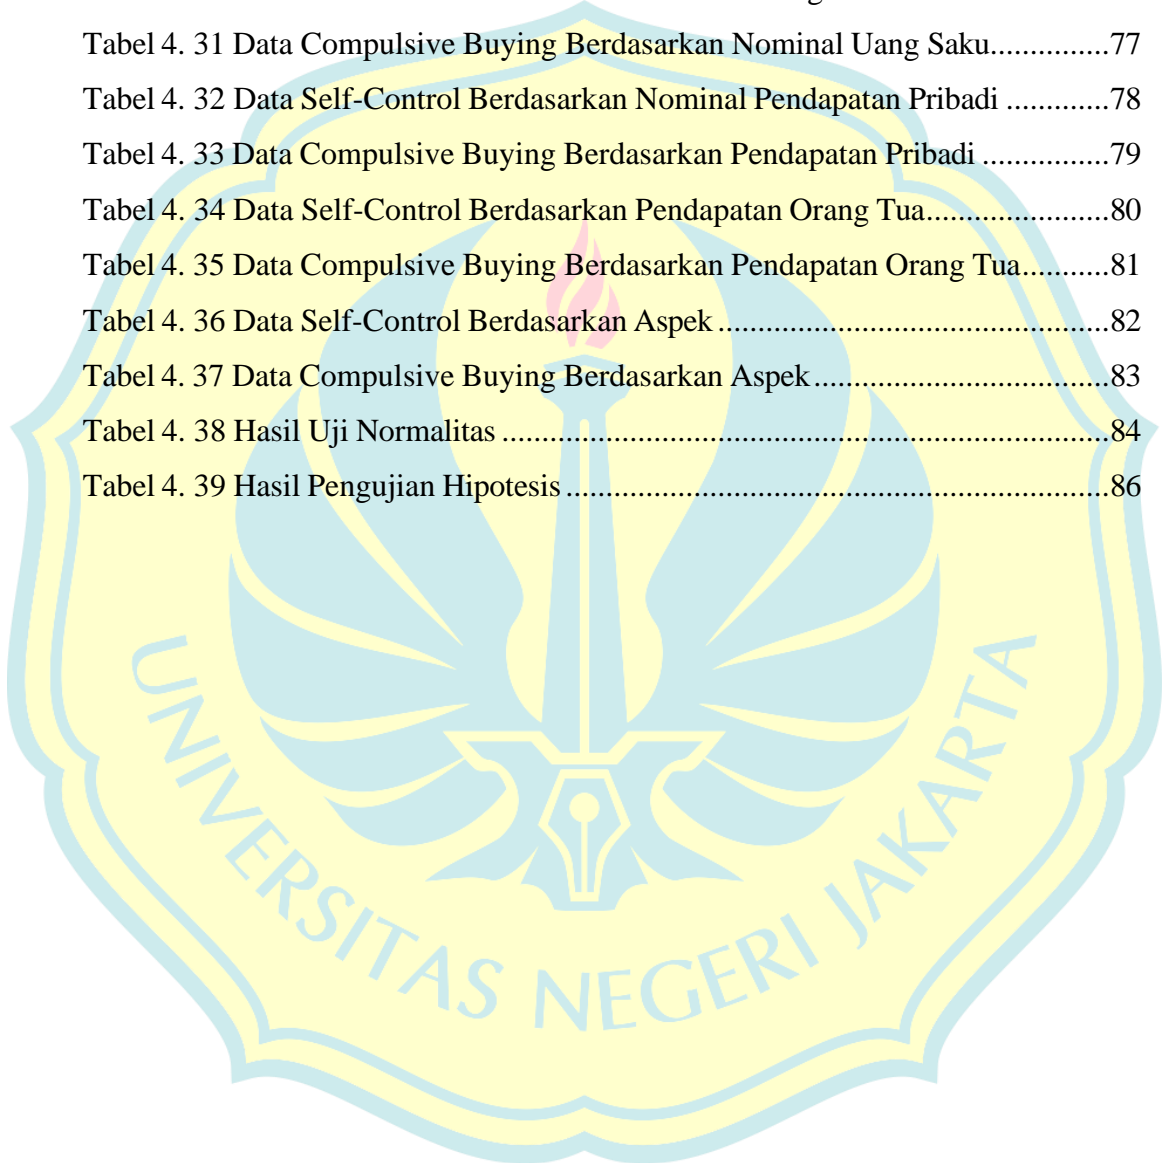 Tabel 4. 31 Data Compulsive Buying Berdasarkan Nominal Uang Saku...............77
Tabel 4. 32 Data Self-Control Berdasarkan Nominal Pendapatan Pribadi .............78
Tabel 4. 33 Data Compulsive Buying Berdasarkan Pendapatan Pribadi ................79
Tabel 4. 34 Data Self-Control Berdasarkan Pendapatan Orang Tua.......................80
Tabel 4. 35 Data Compulsive Buying Berdasarkan Pendapatan Orang Tua...........81
Tabel 4. 36 Data Self-Control Berdasarkan Aspek..................................................82
Tabel 4. 37 Data Compulsive Buying Berdasarkan Aspek......................................83
Tabel 4. 38 Hasil Uji Normalitas ..............................................................................84
Tabel 4. 39 Hasil Pengujian Hipotesis ......................................................................86
UNIVERSITAS NEGERI JAKARTA